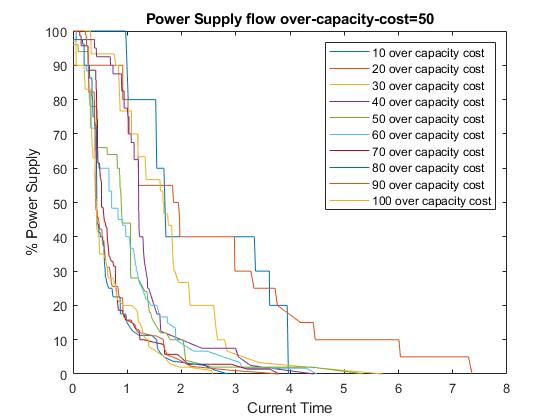 Power Supply flow over-capacity-cost=50
100
90
80
70
60
50
40
30
20
10
0
% Power Supply
10 over capacity cost
20 over capacity cost
30 over capacity cost
40 over capacity cost
50 over capacity cost
60 over capacity cost
70 over capacity cost
80 over capacity cost
90 over capacity cost
100 over capacity cost
0 1 2 3 4 5 6 7 8
Current Time